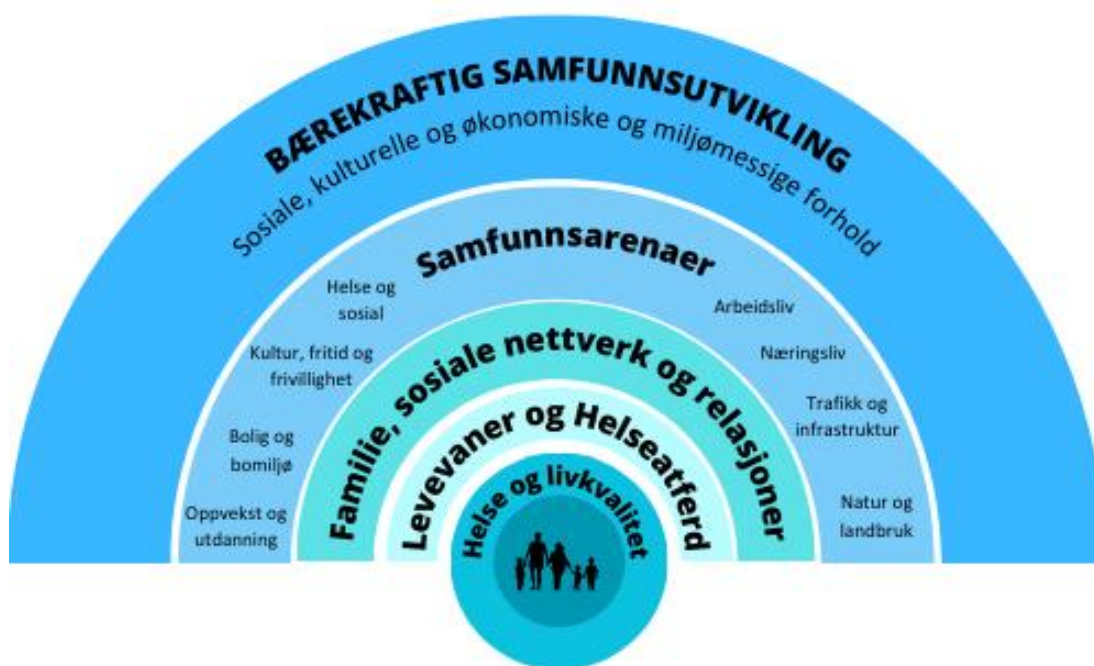 BÆREKRAFTIG SAMFUNNSUTVIKLING
Sosiale, kulturelle og økonomiske og miljømessige forhold
Samfunnsarenaer
Helse og
sosial
Kultur, fritid og
frivillighet
Bolig og
bomiljø
Oppvekst og
utdanning
Arbeidsliv
Næringsliv
Trafikk og
infrastruktur
Natur og
landbruk
Familie, sosiale nettverk og relasjoner
Levevaner og Helseatferd
Helse og livkvalitet